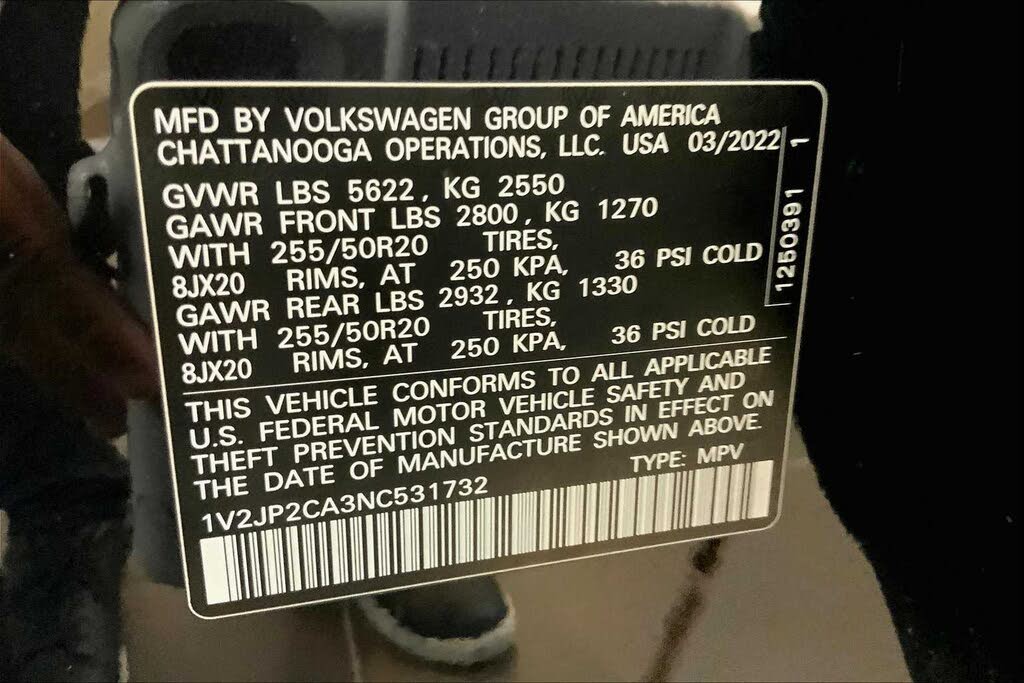 MFD BY VOLKSWAGEN GROUP OF AMERICA
CHATTANOOGA OPERATIONS, LLC. USA 03/2022
GVWR LBS 5622, KG 2550
GAWR FRONT LBS 2800, KG 1270
WITH 255/50R20 TIRES,
8JX20 RIMS, AT 250 KPA, 36 PSI COLD
GAWR REAR LBS 2932, KG 1330
WITH 255/50R20 TIRES,
8JX20 RIMS, AT 250 KPA, 36 PSI COLD
THIS VEHICLE CONFORMS TO ALL APPLICABLE
U.S. FEDERAL MOTOR VEHICLE SAFETY AND
THEFT PREVENTION STANDARDS IN EFFECT ON
THE DATE OF MANUFACTURE SHOWN ABOVE.
TYPE: MPV
1V2JP2CA3NC531732
1250391 1